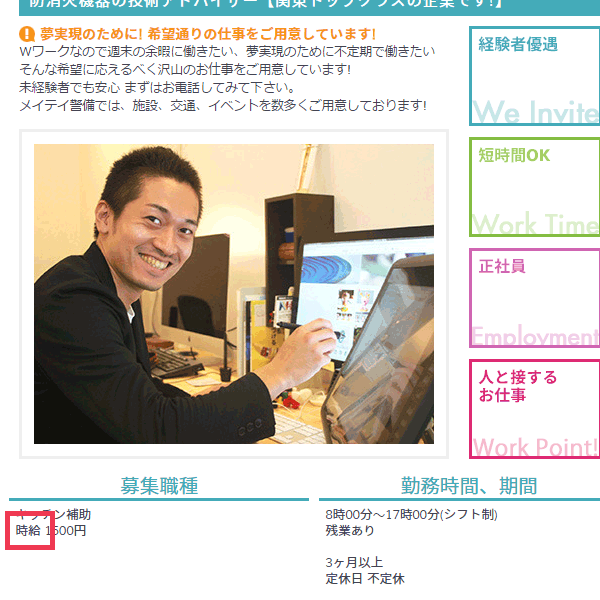 防消火機器の技術アドバイザー【関東トップクラスの企業です!】
夢実現のために! 希望通りの仕事をご用意しています!
Wワークなので週末の余暇に働きたい、夢実現のために不定期で働きたい
そんな希望に応えるべく沢山のお仕事をご用意しています!
未経験者でも安心 まずはお電話してみて下さい。
メイテイ警備では、施設、交通、イベントを数多くご用意しております!
経験者優遇
We Invite
短時間OK
Work Time
正社員
Employment
人と接する
お仕事
Work Point!
募集職種
キッチン補助
時給 1500円
勤務時間、期間
8時00分~17時00分(シフト制)
残業あり
3ヶ月以上
定休日 不定休